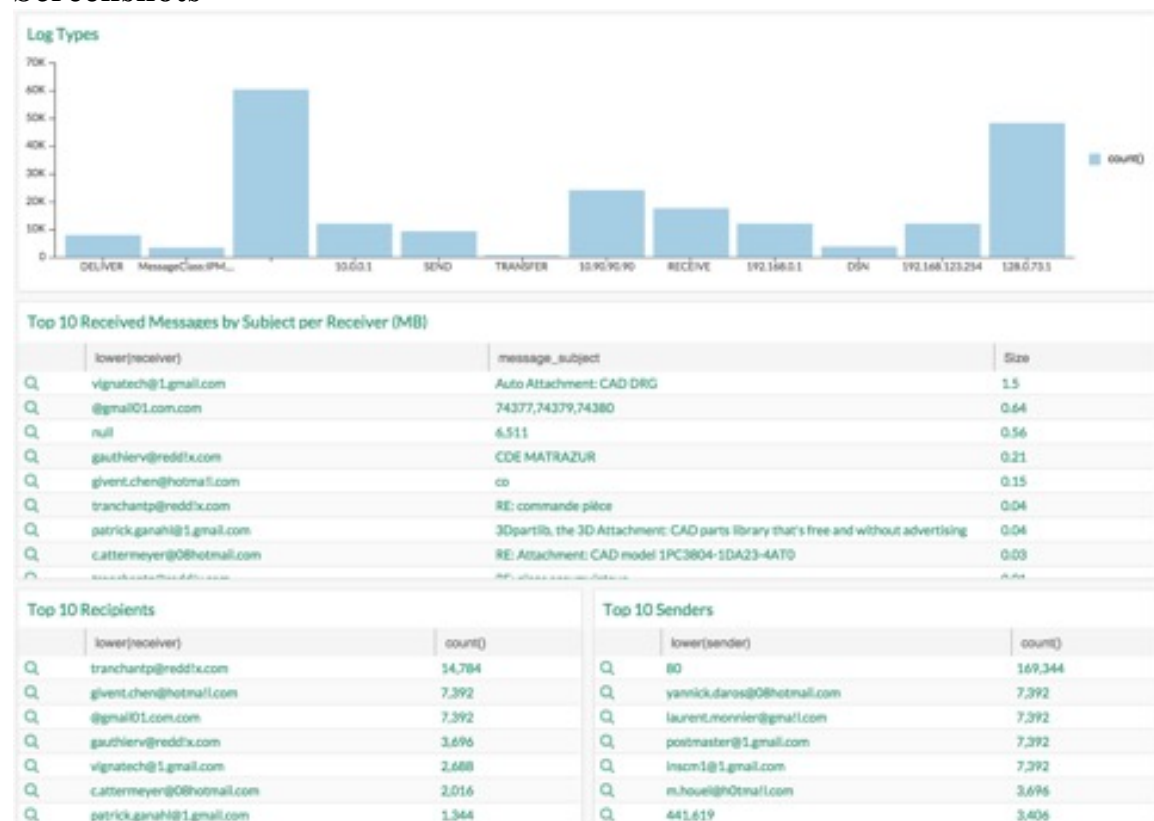 Screenshots
Log Types
70K
60K
50K
40K
30K
20K
10K
0
DELIVER MessageClass:IPM.... 10.0.0.1 SEND TRANSFER 10.90.90.90 RECEIVE 192.168.0.1 DSN 192.168.123.254 128.0.73.1
count()
Top 10 Received Messages by Subject per Receiver (MB)
lower(receiver) message_subject Size
vignatech@1.gmail.com Auto Attachment: CAD DRG 1.5
@gmail01.com.com 74377,74379,74380 0.64
null 6,511 0.56
gauthierv@redd!x.com CDE MATRAZUR 0.21
givent.chen@hotma!l.com co 0.15
tranchantp@redd!x.com RE: commande pièce 0.04
patrick.ganahl@1.gmail.com 3Dpartlib, the 3D Attachment: CAD parts library that's free and without advertising 0.04
c.attermeyer@08hotmail.com RE: Attachment: CAD model 1PC3804-1DA23-4AT0 0.03
Top 10 Recipients Top 10 Senders
lower(receiver) count() lower(sender) count()
tranchantp@redd!x.com 14,784 80 169,344
givent.chen@hotma!l.com 7,392 yannick.daros@08hotmail.com 7,392
@gmail01.com.com 7,392 laurent.monnier@gma!l.com 7,392
gauthierv@redd!x.com 3,696 postmaster@1.gmail.com 7,392
vignatech@1.gmail.com 2,688 inscm1@1.gmail.com 7,392
c.attermeyer@08hotmail.com 2,016 m.houel@h0tma!l.com 3,696
patrick.ganahl@1.gmail.com 1,344 441,619 3,406